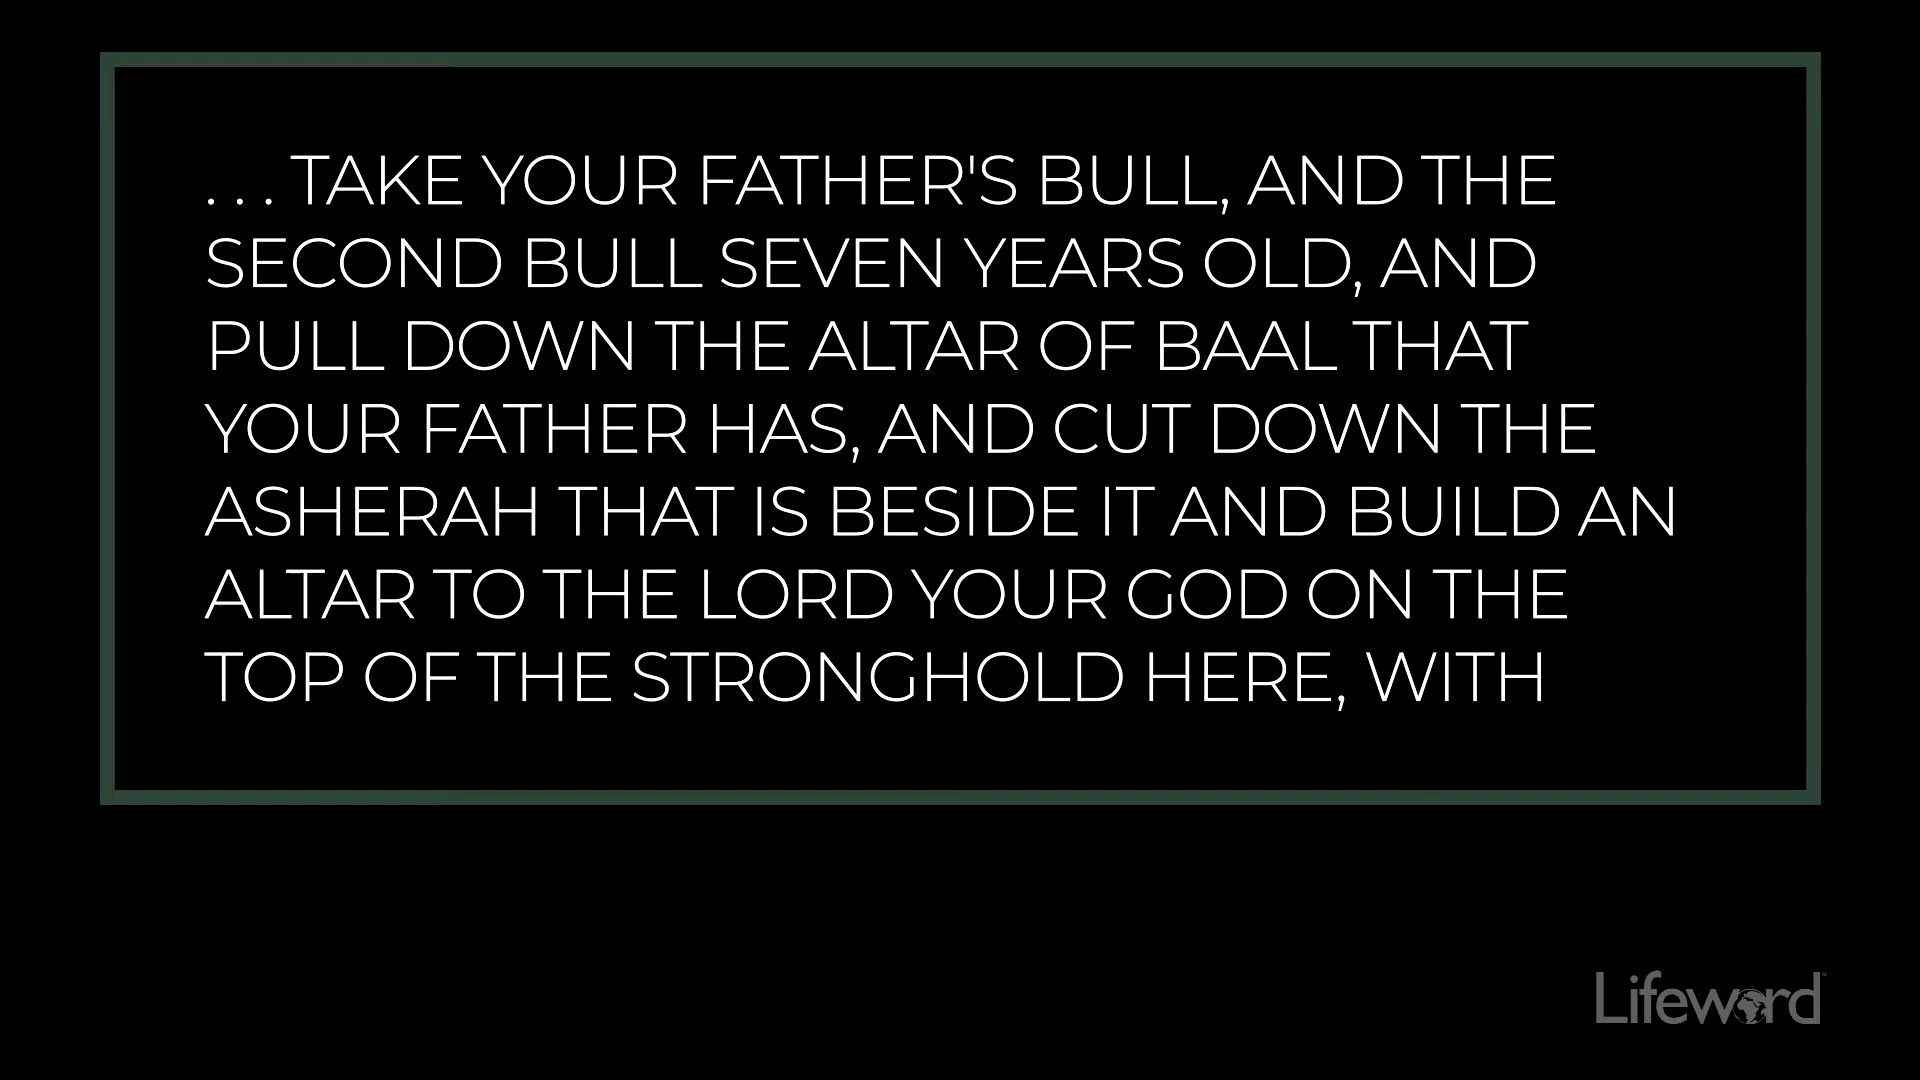 . . . TAKE YOUR FATHER'S BULL, AND THE
SECOND BULL SEVEN YEARS OLD, AND
PULL DOWN THE ALTAR OF BAAL THAT
YOUR FATHER HAS, AND CUT DOWN THE
ASHERAH THAT IS BESIDE IT AND BUILD AN
ALTAR TO THE LORD YOUR GOD ON THE
TOP OF THE STRONGHOLD HERE, WITH
Lifeword